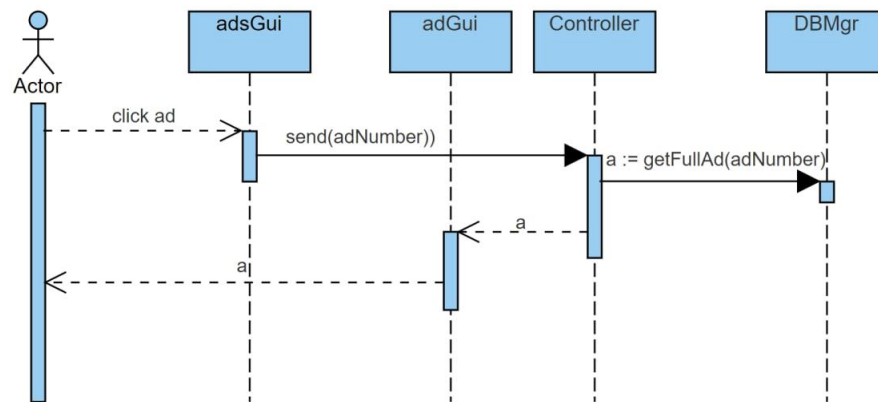 adsGui
adGui
Controller
DBMgr
Actor
click ad
send(adNumber))
a := getFullAd(adNumber)
a
a